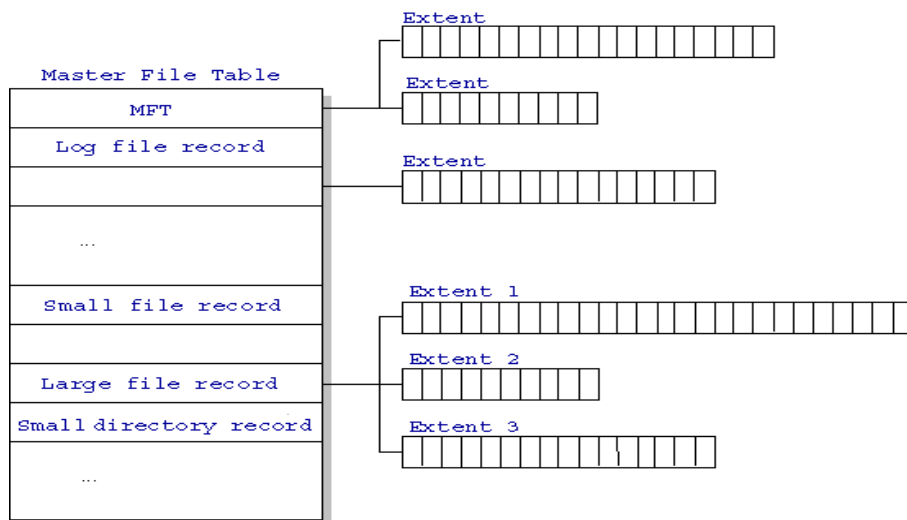 Master File Table
MFT
Log file record
...
Small file record
Large file record
Small directory record
...
Extent
Extent
Extent
Extent 1
Extent 2
Extent 3